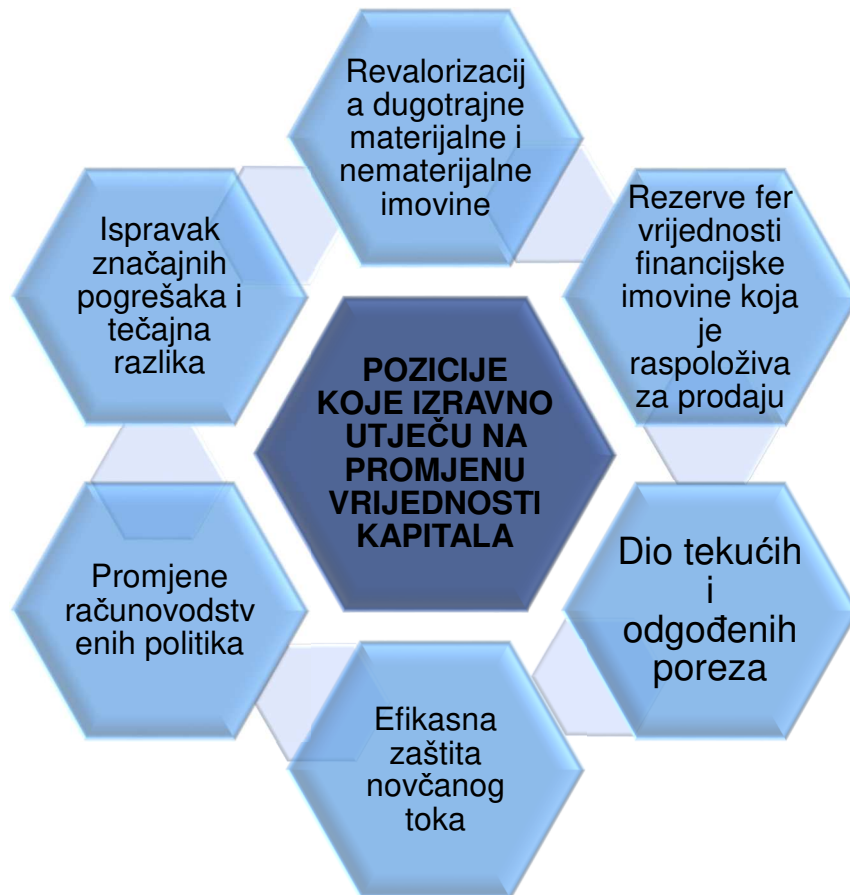 Revalorizacij
a dugotrajne
materijalne i
nematerijalne
imovine
Rezerve fer
vrijednosti
financijske
imovine koja
je
raspoloživa
za prodaju
Dio tekućih
i
odgođenih
poreza
Efikasna
zaštita
novčanog
toka
Promjene
računovodstv
enih politika
Ispravak
značajnih
pogrešaka i
tečajna
razlika
POZICIJE
KOJE IZRAVNO
UTJEČU NA
PROMJENU
VRIJEDNOSTI
KAPITALA